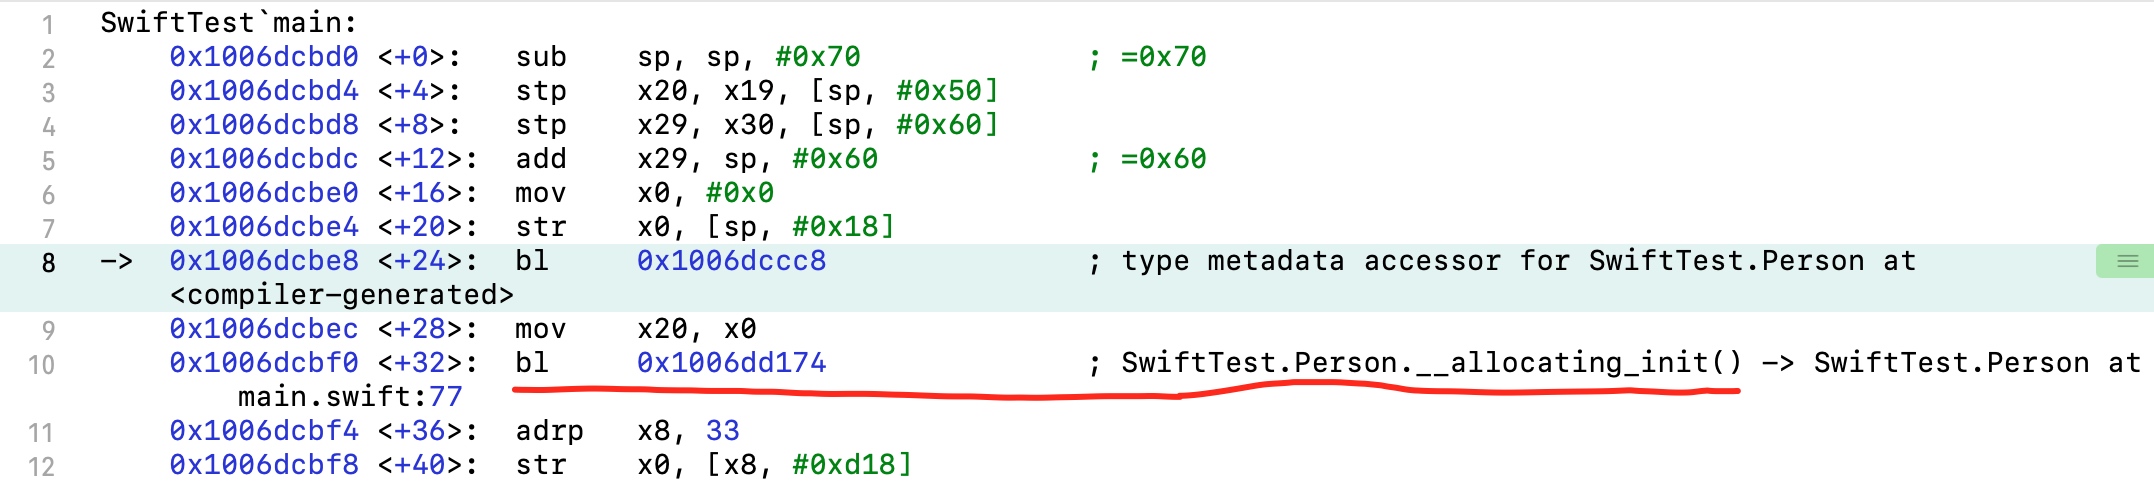 1 SwiftTest`main:
2 0x1006dcbd0 <+0>: sub sp, sp, #0x70 ; =0x70
3 0x1006dcbd4 <+4>: stp x20, x19, [sp, #0x50]
4 0x1006dcbd8 <+8>: stp x29, x30, [sp, #0x60]
5 0x1006dcbdc <+12>: add x29, sp, #0x60 ; =0x60
6 0x1006dcbe0 <+16>: mov x0, #0x0
7 0x1006dcbe4 <+20>: str x0, [sp, #0x18]
8 -> 0x1006dcbe8 <+24>: bl 0x1006dccc8 ; type metadata accessor for SwiftTest.Person at
<compiler-generated>
9 0x1006dcbec <+28>: mov x20, x0
10 0x1006dcbf0 <+32>: bl 0x1006dd174 ; SwiftTest.Person.__allocating_init() -> SwiftTest.Person at
main.swift:77
11 0x1006dcbf4 <+36>: adrp x8, 33
12 0x1006dcbf8 <+40>: str x0, [x8, #0xd18]